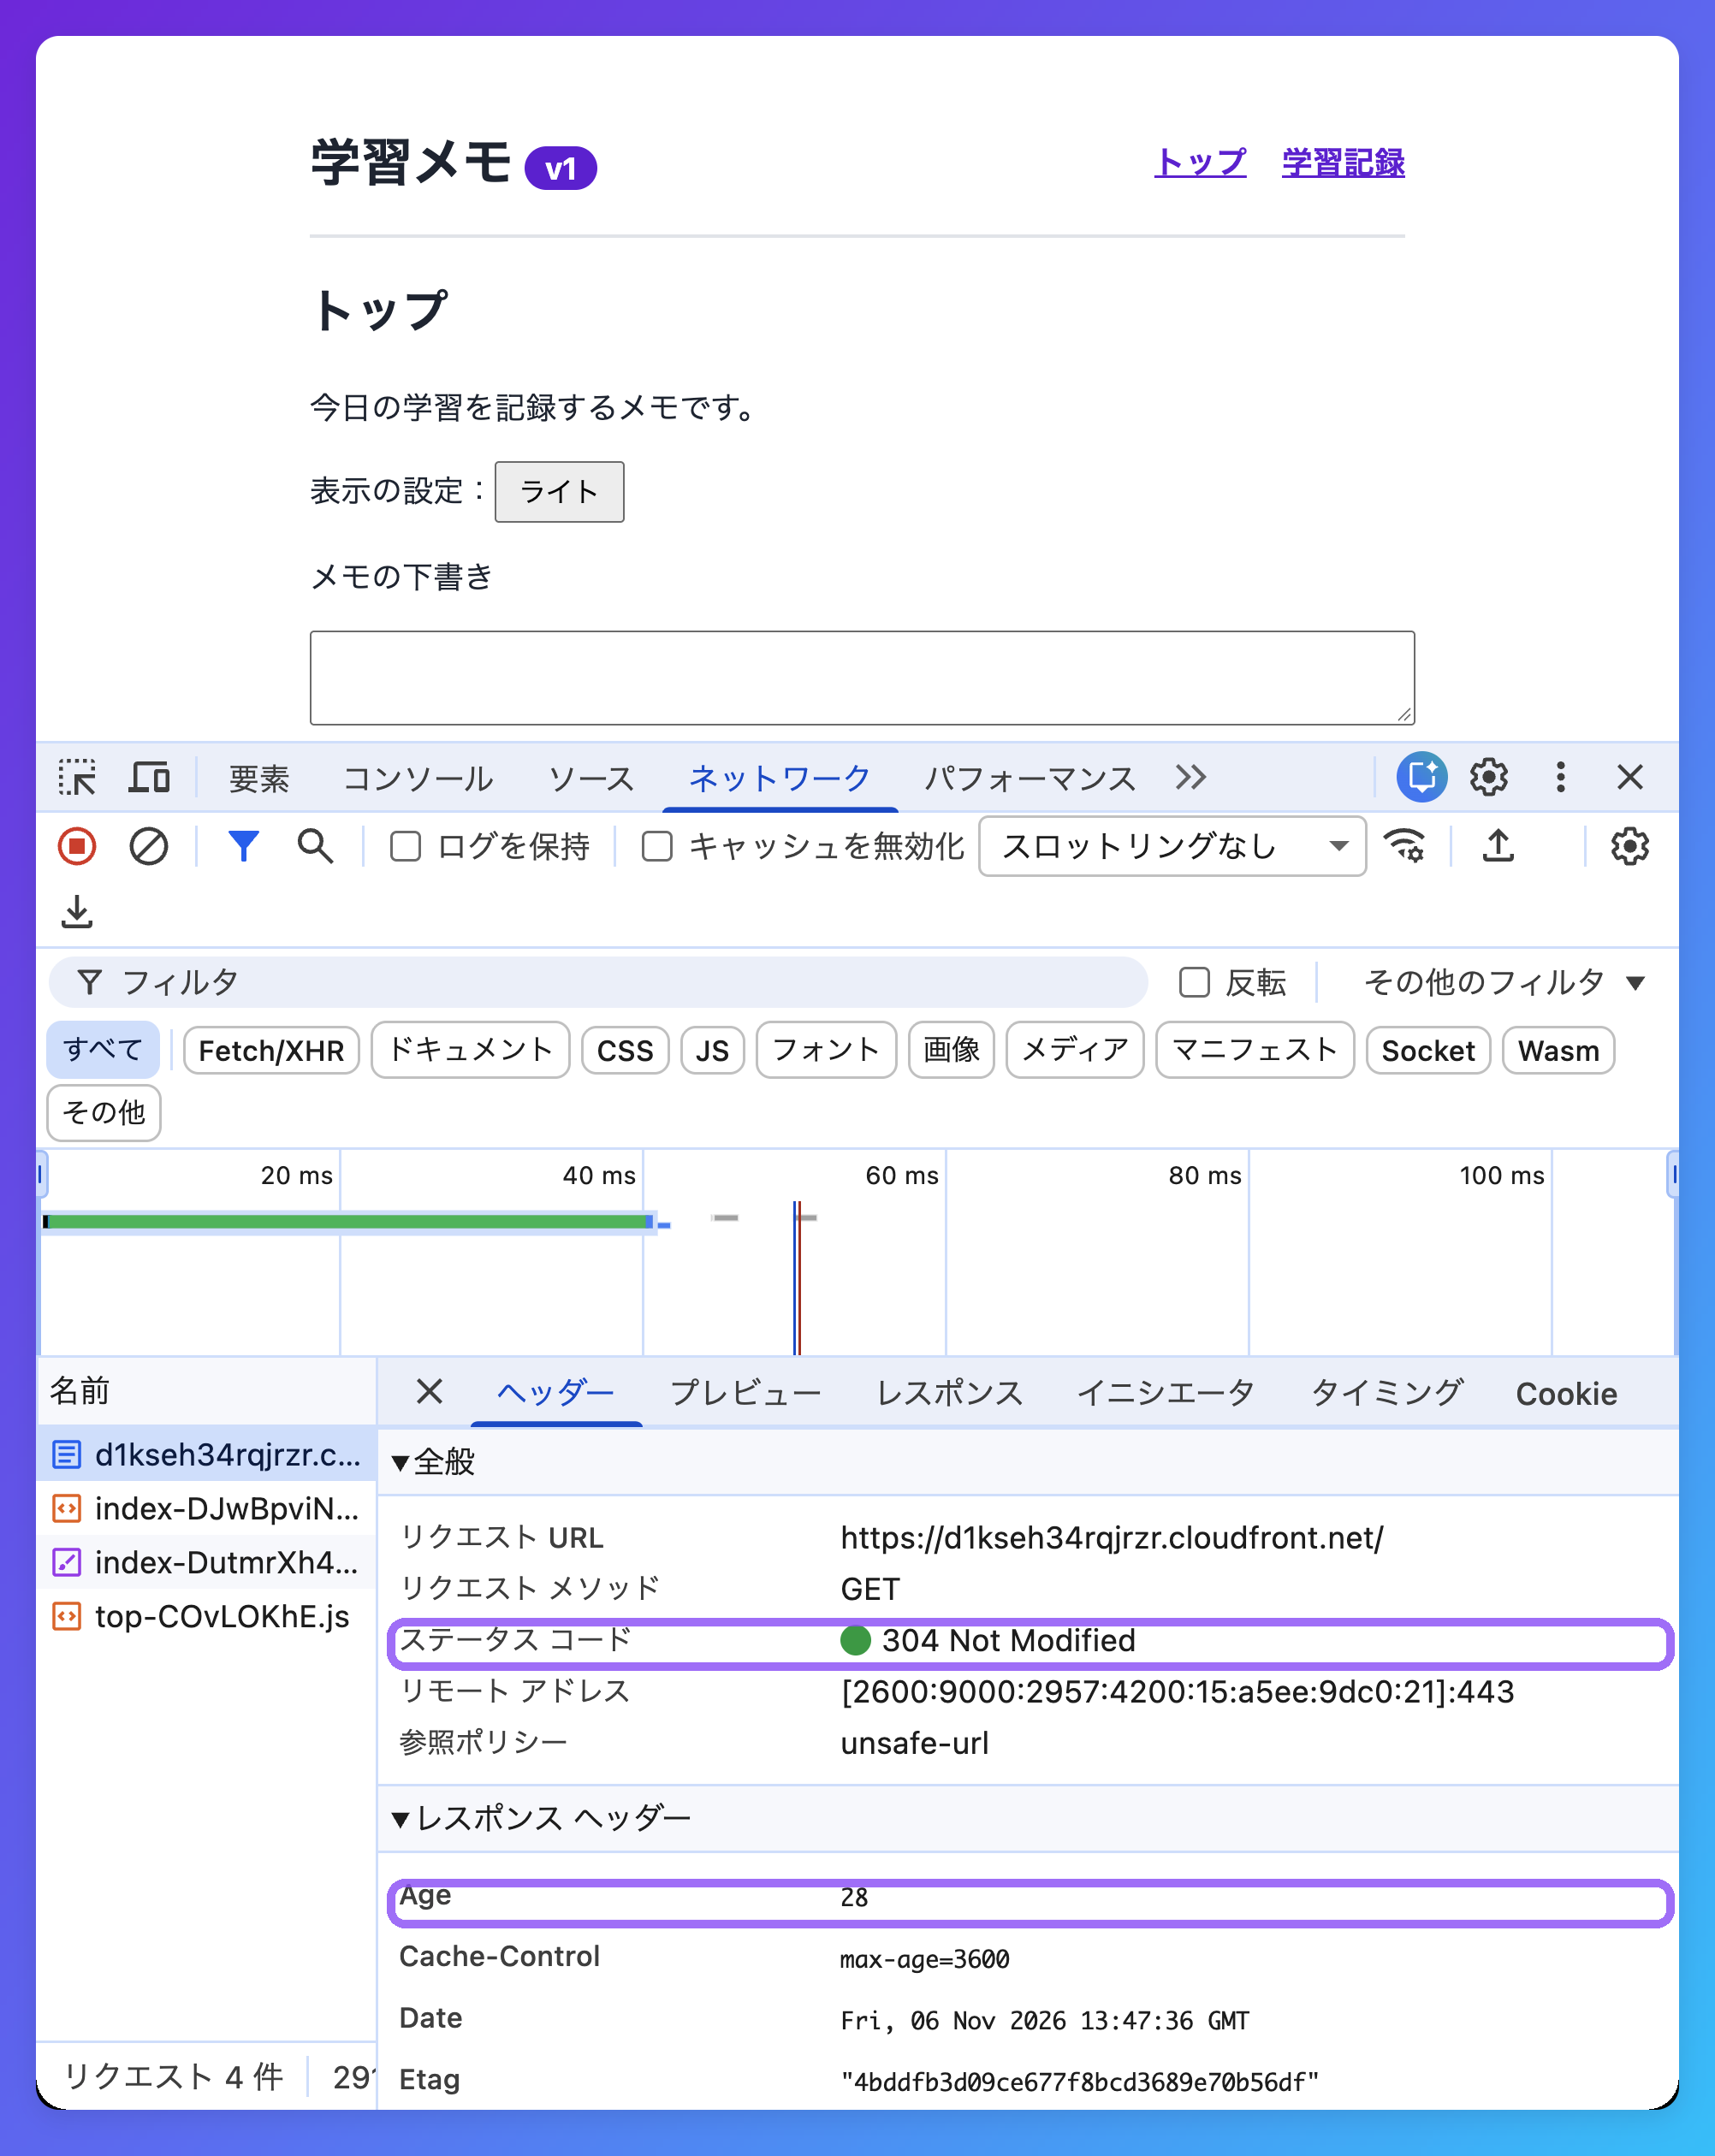 学習メモ v1 トップ 学習記録
トップ
今日の学習を記録するメモです。
表示の設定： ライト
メモの下書き
要素 コンソール ソース ネットワーク パフォーマンス
ログを保持 キャッシュを無効化 スロットリングなし
フィルタ 反転 その他のフィルタ
すべて Fetch/XHR ドキュメント CSS JS フォント 画像 メディア マニフェスト Socket Wasm
その他
20 ms 40 ms 60 ms 80 ms 100 ms
名前 ヘッダー プレビュー レスポンス イニシエータ タイミング Cookie
d1kseh34rqjrzr.c...
index-DJwBpviN...
index-DutmrXh4...
top-COvLOKhE.js
リクエスト 4 件 291
全般
リクエスト URL https://d1kseh34rqjrzr.cloudfront.net/
リクエスト メソッド GET
ステータス コード 304 Not Modified
リモート アドレス [2600:9000:2957:4200:15:a5ee:9dc0:21]:443
参照ポリシー unsafe-url
レスポンス ヘッダー
Age 28
Cache-Control max-age=3600
Date Fri, 06 Nov 2026 13:47:36 GMT
Etag "4bddfb3d09ce677f8bcd3689e70b56df"